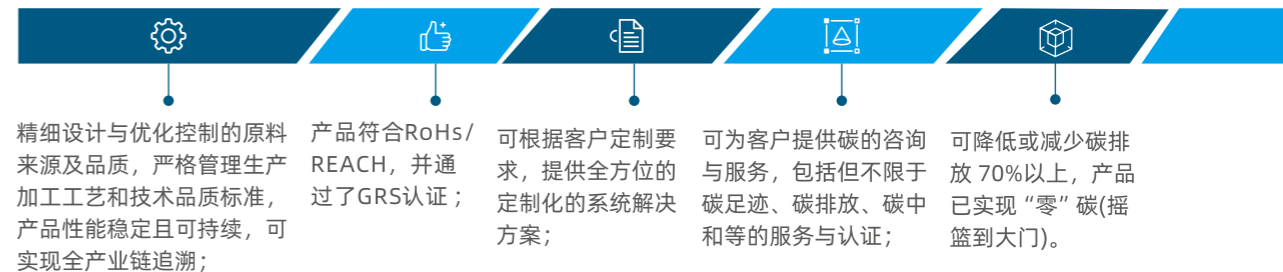 精细设计与优化控制的原料
来源及品质，严格管理生产
加工工艺和技术品质标准，
产品性能稳定且可持续，可
实现全产业链追溯；
产品符合RoHs/
REACH，并通
过了GRS认证；
可根据客户定制要
求，提供全方位的
定制化的系统解决
方案；
可为客户提供碳的咨询
与服务，包括但不限于
碳足迹、碳排放、碳中
和等的服务与认证；
可降低或减少碳排
放 70%以上，产品
已实现“零”碳(摇
篮到大门)。